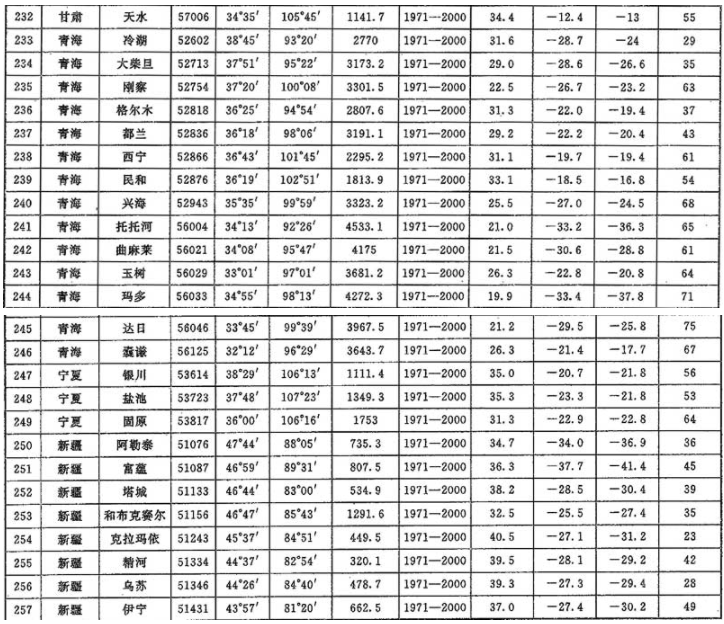 232 甘肃 天水 57006 34°35′ 105°45′ 1141.7 1971—2000 34.4 −12.4 −13 55
233 青海 冷湖 52602 38°45′ 93°20′ 2770 1971—2000 31.6 −28.7 −24 29
234 青海 大柴旦 52713 37°51′ 95°22′ 3173.2 1971—2000 29.0 −28.6 −26.6 35
235 青海 刚察 52754 37°20′ 100°08′ 3301.5 1971—2000 22.5 −26.7 −23.2 63
236 青海 格尔木 52818 36°25′ 94°54′ 2807.6 1971—2000 31.3 −22.0 −19.4 37
237 青海 都兰 52836 36°18′ 98°06′ 3191.1 1971—2000 29.2 −22.2 −20.4 43
238 青海 西宁 52866 36°43′ 101°45′ 2295.2 1971—2000 31.1 −19.7 −19.4 61
239 青海 民和 52876 36°19′ 102°51′ 1813.9 1971—2000 33.1 −18.5 −16.8 54
240 青海 兴海 52943 35°35′ 99°59′ 3323.2 1971—2000 25.5 −27.0 −24.5 68
241 青海 托托河 56004 34°13′ 92°26′ 4533.1 1971—2000 21.0 −33.2 −36.3 65
242 青海 曲麻莱 56021 34°08′ 95°47′ 4175 1971—2000 21.5 −30.6 −28.8 61
243 青海 玉树 56029 33°01′ 97°01′ 3681.2 1971—2000 26.3 −22.8 −20.8 64
244 青海 玛多 56033 34°55′ 98°13′ 4272.3 1971—2000 19.9 −33.4 −37.8 71
245 青海 达日 56046 33°45′ 99°39′ 3967.5 1971—2000 21.2 −29.5 −25.8 75
246 青海 囊谦 56125 32°12′ 96°29′ 3643.7 1971—2000 26.3 −21.4 −17.7 67
247 宁夏 银川 53614 38°29′ 106°13′ 1111.4 1971—2000 35.0 −20.7 −21.8 56
248 宁夏 盐池 53723 37°48′ 107°23′ 1349.3 1971—2000 35.3 −23.3 −21.8 53
249 宁夏 固原 53817 36°00′ 106°16′ 1753 1971—2000 31.3 −22.9 −22.8 64
250 新疆 阿勒泰 51076 47°44′ 88°05′ 735.3 1971—2000 34.7 −34.0 −36.9 36
251 新疆 富蕴 51087 46°59′ 89°31′ 807.5 1971—2000 36.3 −37.7 −41.4 45
252 新疆 塔城 51133 46°44′ 83°00′ 534.9 1971—2000 38.2 −28.5 −30.4 39
253 新疆 和布克赛尔 51156 46°47′ 85°43′ 1291.6 1971—2000 32.5 −25.5 −27.4 35
254 新疆 克拉玛依 51243 45°37′ 84°51′ 449.5 1971—2000 40.5 −27.1 −31.2 23
255 新疆 精河 51334 44°37′ 82°54′ 320.1 1971—2000 39.5 −28.1 −29.2 42
256 新疆 乌苏 51346 44°26′ 84°40′ 478.7 1971—2000 39.3 −27.3 −29.4 28
257 新疆 伊宁 51431 43°57′ 81°20′ 662.5 1971—2000 37.0 −27.4 −30.2 49